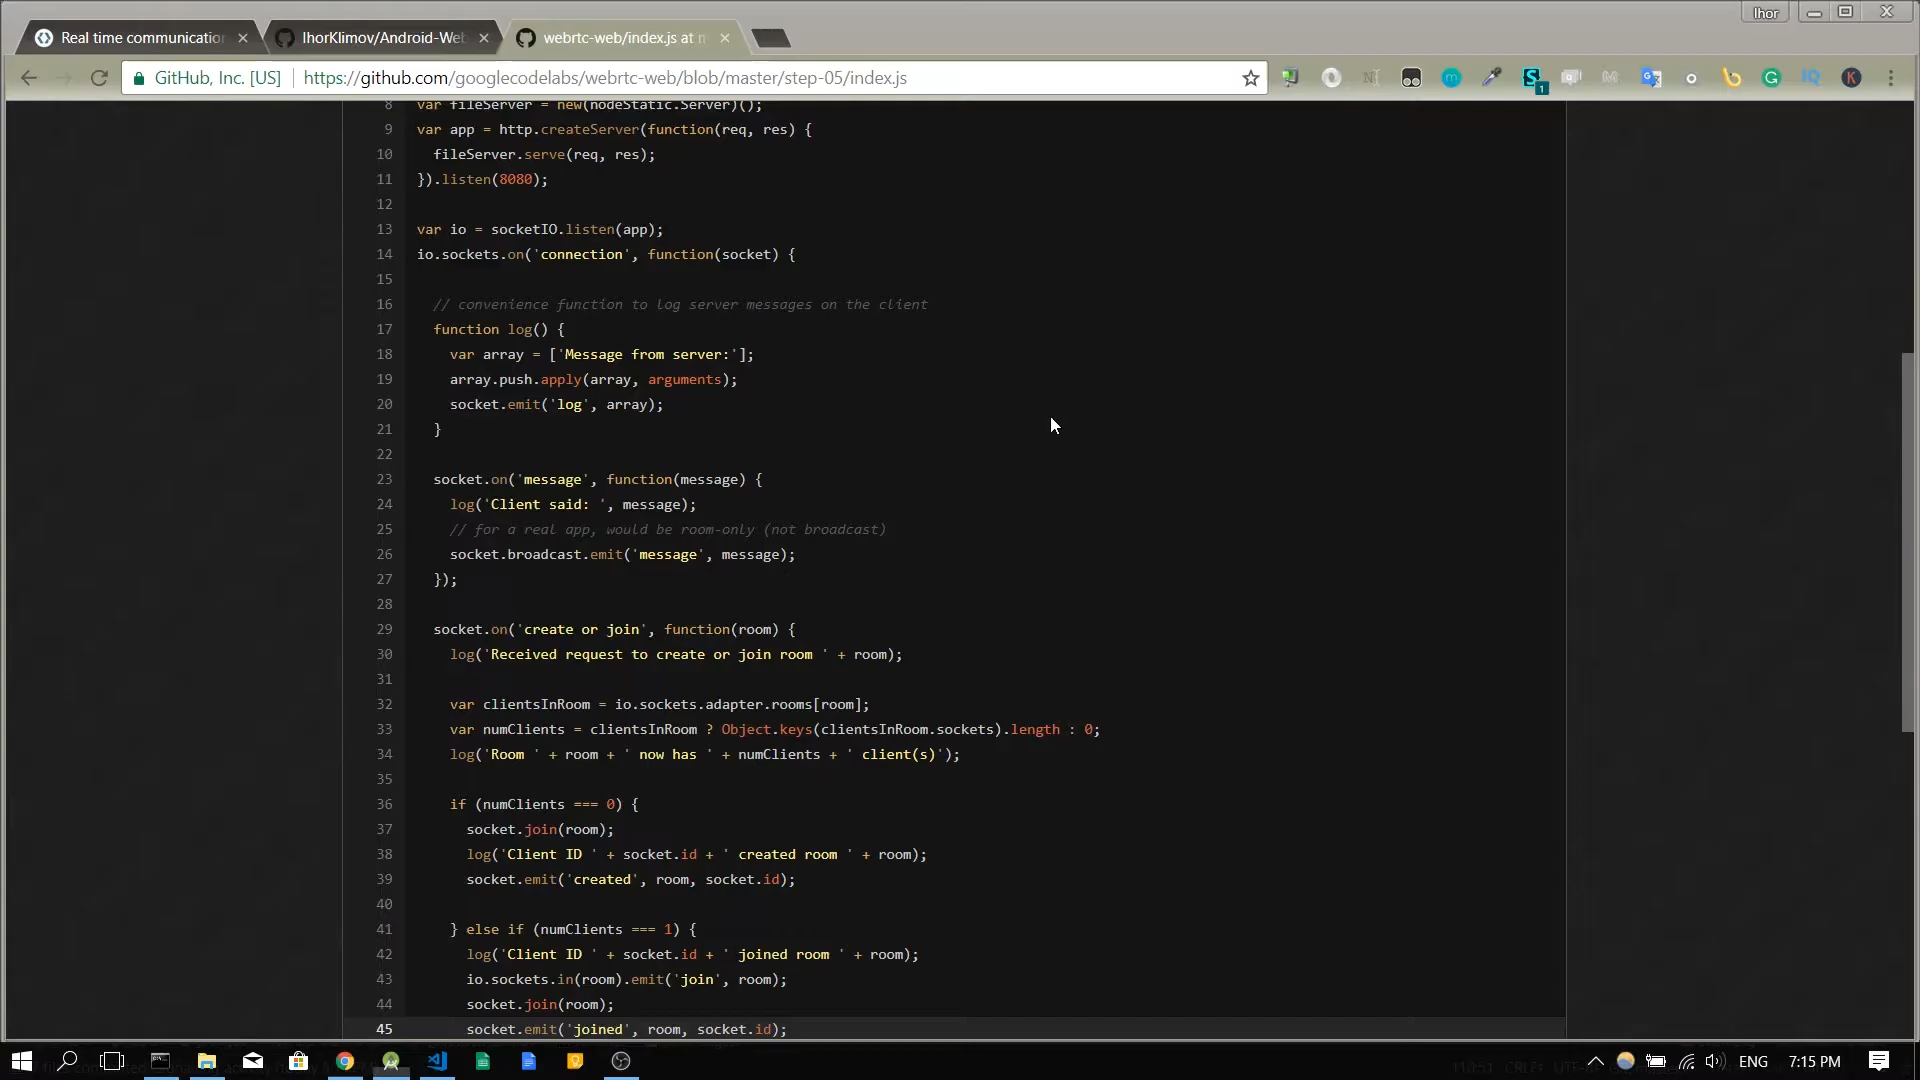 Ihor
Real time communicatio
IhorKlimov/Android-Web
webrtc-web/index.js at m
GitHub, Inc. [US]
https://github.com/googlecodelabs/webrtc-web/blob/master/step-05/index.js
8 var fileServer = new(nodeStatic.Server)();
9 var app = http.createServer(function(req, res) {
10 fileServer.serve(req, res);
11 }).listen(8080);
12
13 var io = socketIO.listen(app);
14 io.sockets.on('connection', function(socket) {
15
16 // convenience function to log server messages on the client
17 function log() {
18 var array = ['Message from server:'];
19 array.push.apply(array, arguments);
20 socket.emit('log', array);
21 }
22
23 socket.on('message', function(message) {
24 log('Client said: ', message);
25 // for a real app, would be room-only (not broadcast)
26 socket.broadcast.emit('message', message);
27 });
28
29 socket.on('create or join', function(room) {
30 log('Received request to create or join room ' + room);
31
32 var clientsInRoom = io.sockets.adapter.rooms[room];
33 var numClients = clientsInRoom ? Object.keys(clientsInRoom.sockets).length : 0;
34 log('Room ' + room + ' now has ' + numClients + ' client(s)');
35
36 if (numClients === 0) {
37 socket.join(room);
38 log('Client ID ' + socket.id + ' created room ' + room);
39 socket.emit('created', room, socket.id);
40
41 } else if (numClients === 1) {
42 log('Client ID ' + socket.id + ' joined room ' + room);
43 io.sockets.in(room).emit('join', room);
44 socket.join(room);
45 socket.emit('joined', room, socket.id);
ENG
7:15 PM